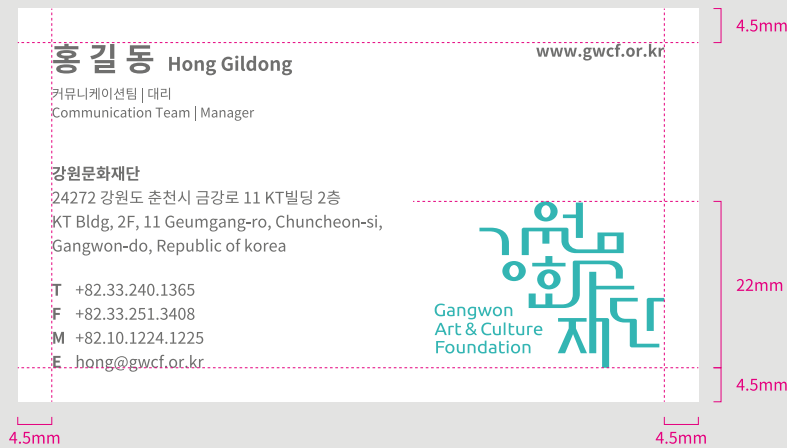 홍길동 Hong Gildong
www.gwcf.or.kr
커뮤니케이션팀 | 대리
Communication Team | Manager
강원문화재단
24272 강원도 춘천시 금강로 11 KT빌딩 2층
KT Bldg, 2F, 11 Geumgang-ro, Chuncheon-si,
Gangwon-do, Republic of korea
T +82.33.240.1365
F +82.33.251.3408
M +82.10.1224.1225
E hong@gwcf.or.kr
강원문
화
재단
Gangwon
Art & Culture
Foundation
4.5mm
22mm
4.5mm
4.5mm
4.5mm